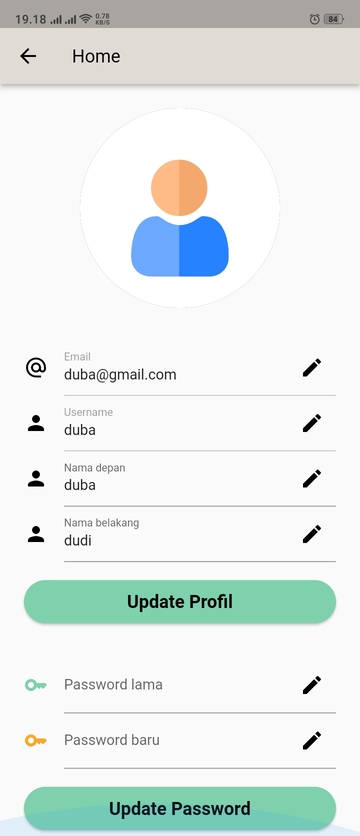 19.18 0.78 KB/S 84
Home
Email
duba@gmail.com
Username
duba
Nama depan
duba
Nama belakang
dudi
Update Profil
Password lama
Password baru
Update Password